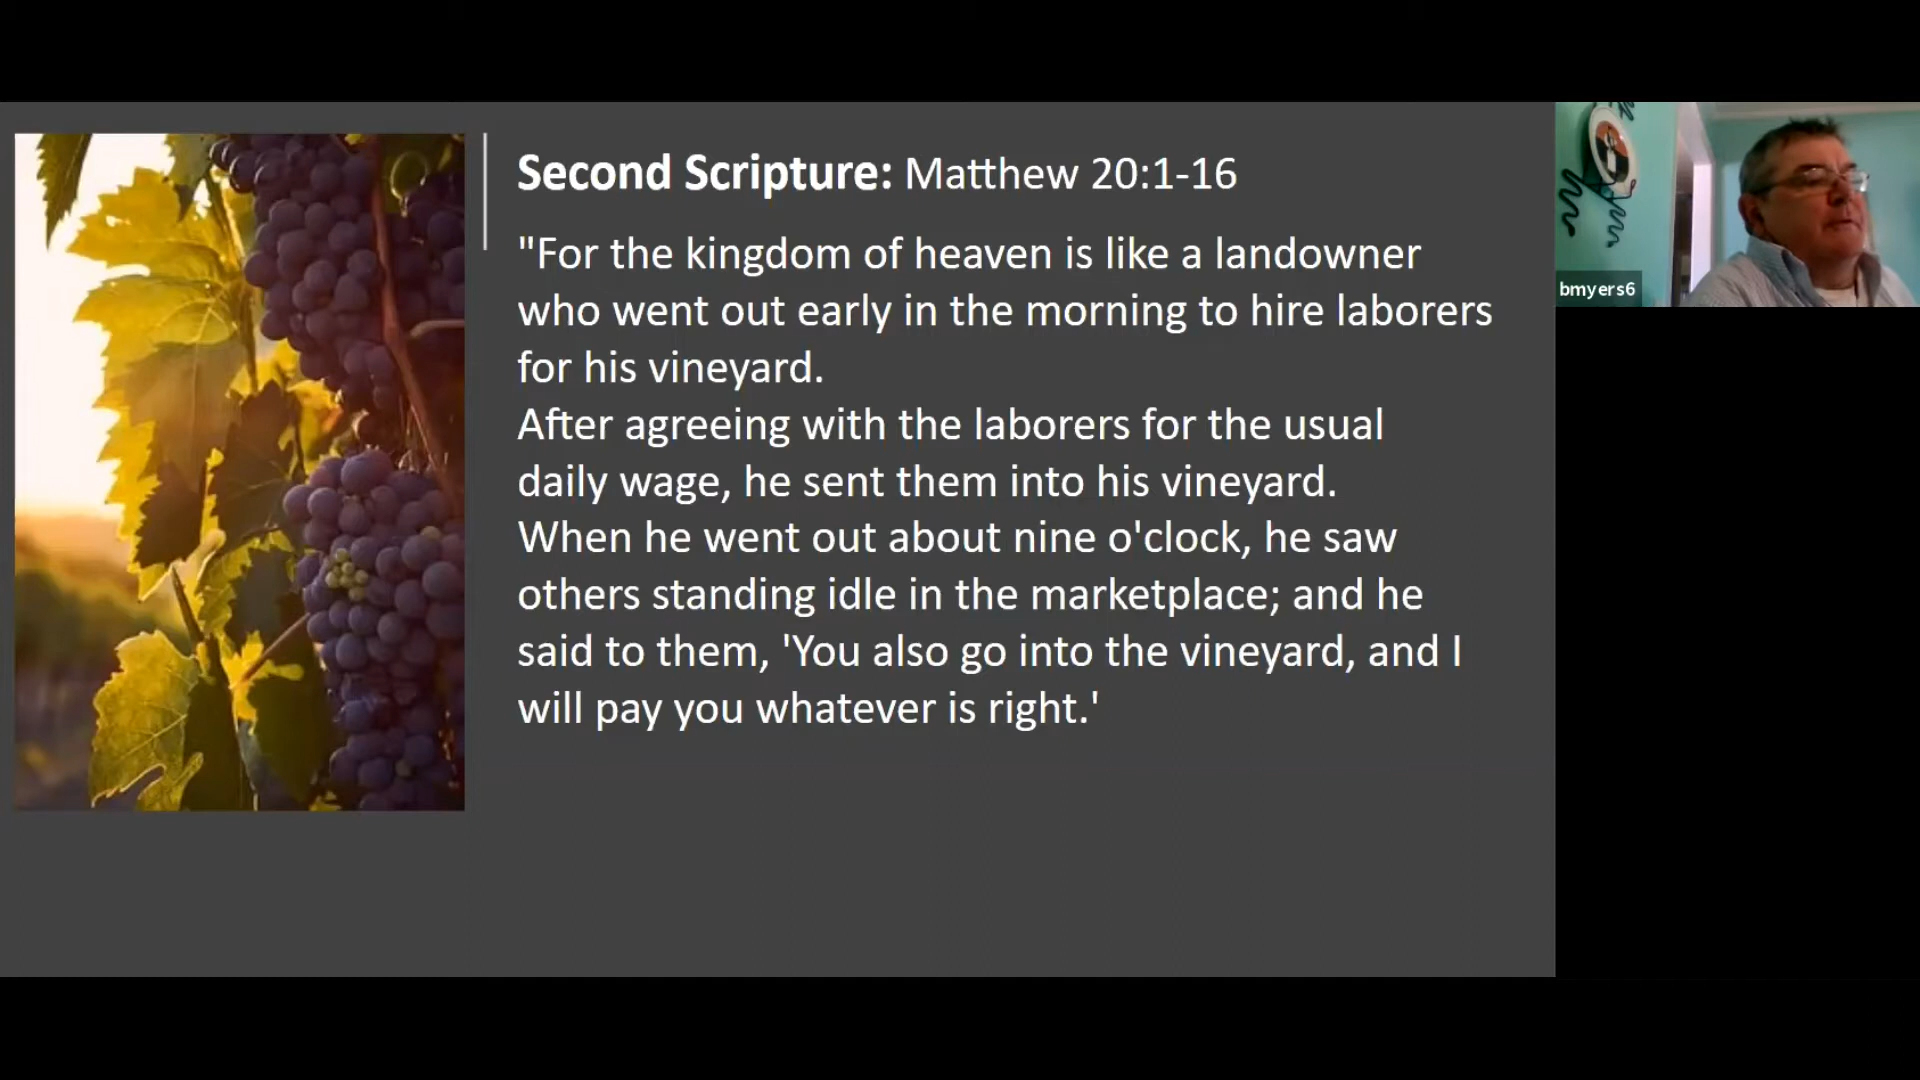 Second Scripture: Matthew 20:1-16
"For the kingdom of heaven is like a landowner
who went out early in the morning to hire laborers
for his vineyard.
After agreeing with the laborers for the usual
daily wage, he sent them into his vineyard.
When he went out about nine o'clock, he saw
others standing idle in the marketplace; and he
said to them, 'You also go into the vineyard, and I
will pay you whatever is right.'
bmyers6